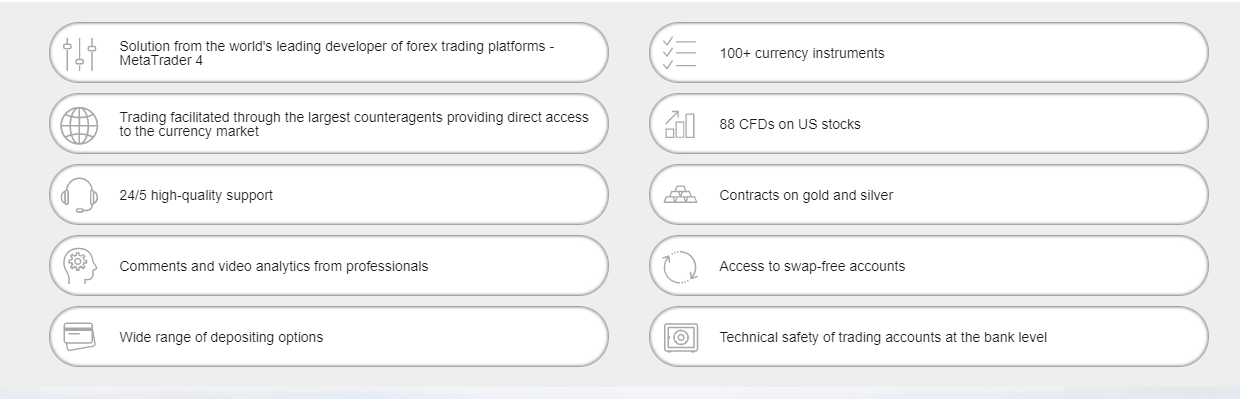 Solution from the world's leading developer of forex trading platforms -
MetaTrader 4
100+ currency instruments
Trading facilitated through the largest counteragents providing direct access
to the currency market
88 CFDs on US stocks
24/5 high-quality support
Contracts on gold and silver
Comments and video analytics from professionals
Access to swap-free accounts
Wide range of depositing options
Technical safety of trading accounts at the bank level